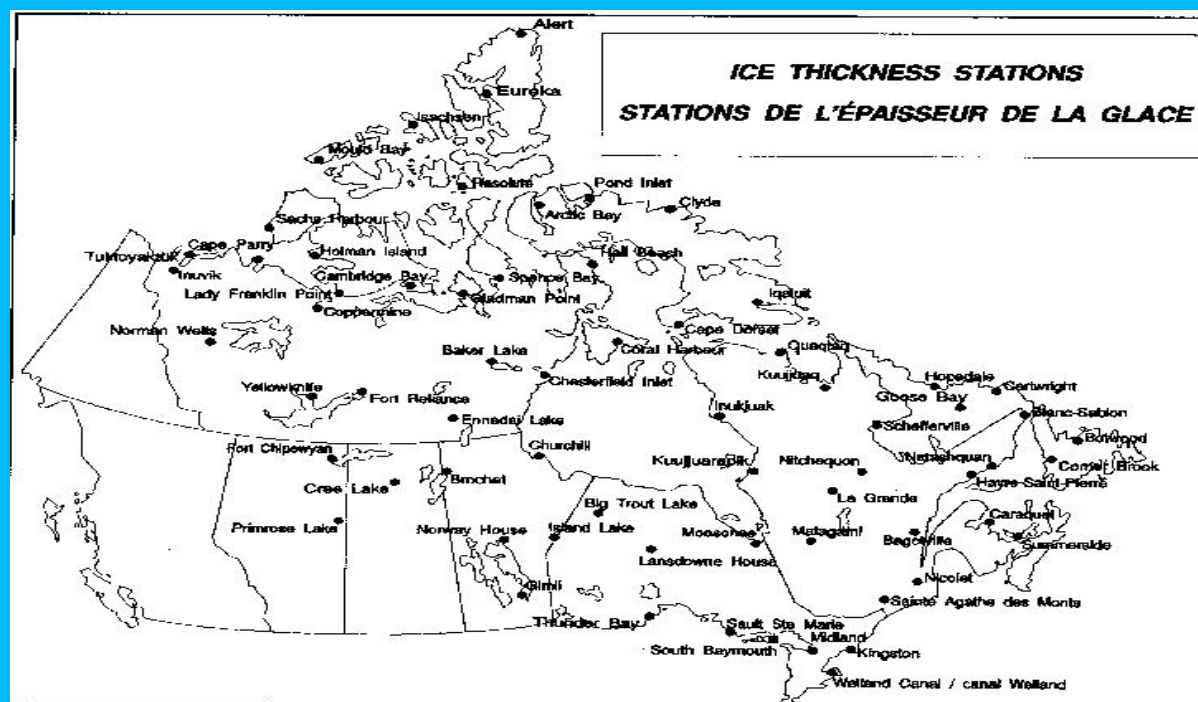 Alert
ICE THICKNESS STATIONS
STATIONS DE L'ÉPAISSEUR DE LA GLACE
Eureka
Isachsen
Mould Bay
Resolute
Pond Inlet
Arctic Bay
Clyde
Sachs Harbour
Cape Parry
Holman Island
Hall Beach
Tuktoyaktuk
Inuvik
Cambridge Bay
Spence Bay
Lady Franklin Point
Gladman Point
Iqaluit
Coppermine
Cape Dorset
Norman Wells
Coral Harbour
Quaqtaq
Baker Lake
Chesterfield Inlet
Kuujjuaq
Hopedale
Cartwright
Yellowknife
Fort Reliance
Goose Bay
Inukjuak
Blanc-Sablon
Ennadai Lake
Schefferville
Botwood
Churchill
Fort Chipewyan
Kuujjuarapik
Nitchequon
Natashquan
Corner Brook
Brochet
Havre-Saint-Pierre
Cree Lake
La Grande
Big Trout Lake
Caraquet
Primrose Lake
Norway House
Island Lake
Moosonee
Matagami
Bagotville
Summerside
Lansdowne House
Nicolet
Gimli
Sainte Agathe des Monts
Thunder Bay
Sault Ste Marie
Midland
South Baymouth
Kingston
Welland Canal / canal Welland